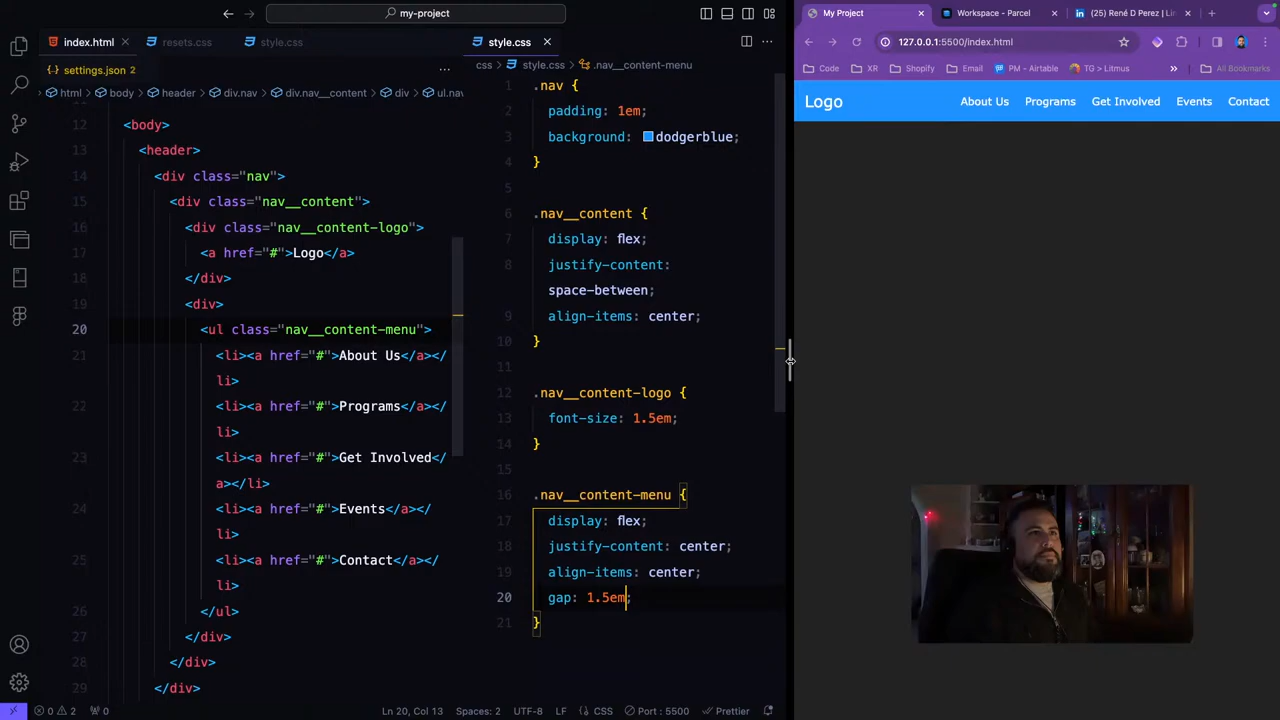 my-project
index.html
resets.css
style.css
style.css
settings.json 2
html
body
header
div.nav
div.nav__content
div
ul.nav
css
style.css
.nav__content-menu
12 <body>
13 <header>
14 <div class="nav">
15 <div class="nav__content">
16 <div class="nav__content-logo">
17 <a href="#">Logo</a>
18 </div>
19 <div>
20 <ul class="nav__content-menu">
21 <li><a href="#">About Us</a></
li>
22 <li><a href="#">Programs</a></
li>
23 <li><a href="#">Get Involved</
a></li>
24 <li><a href="#">Events</a></
li>
25 <li><a href="#">Contact</a></
li>
26 </ul>
27 </div>
28 </div>
29 </div>
1 .nav {
2 padding: 1em;
3 background: dodgerblue;
4 }
5
6 .nav__content {
7 display: flex;
8 justify-content:
space-between;
9 align-items: center;
10 }
11
12 .nav__content-logo {
13 font-size: 1.5em;
14 }
15
16 .nav__content-menu {
17 display: flex;
18 justify-content: center;
19 align-items: center;
20 gap: 1.5em;
21 }
0 2 0
Ln 20, Col 13
Spaces: 2
UTF-8
LF
CSS
Port : 5500
Prettier
My Project
Workspace - Parcel
(25) René D Perez | Lin
127.0.0.1:5500/index.html
Code
XR
Shopify
Email
PM - Airtable
TG > Litmus
All Bookmarks
Logo
About Us
Programs
Get Involved
Events
Contact